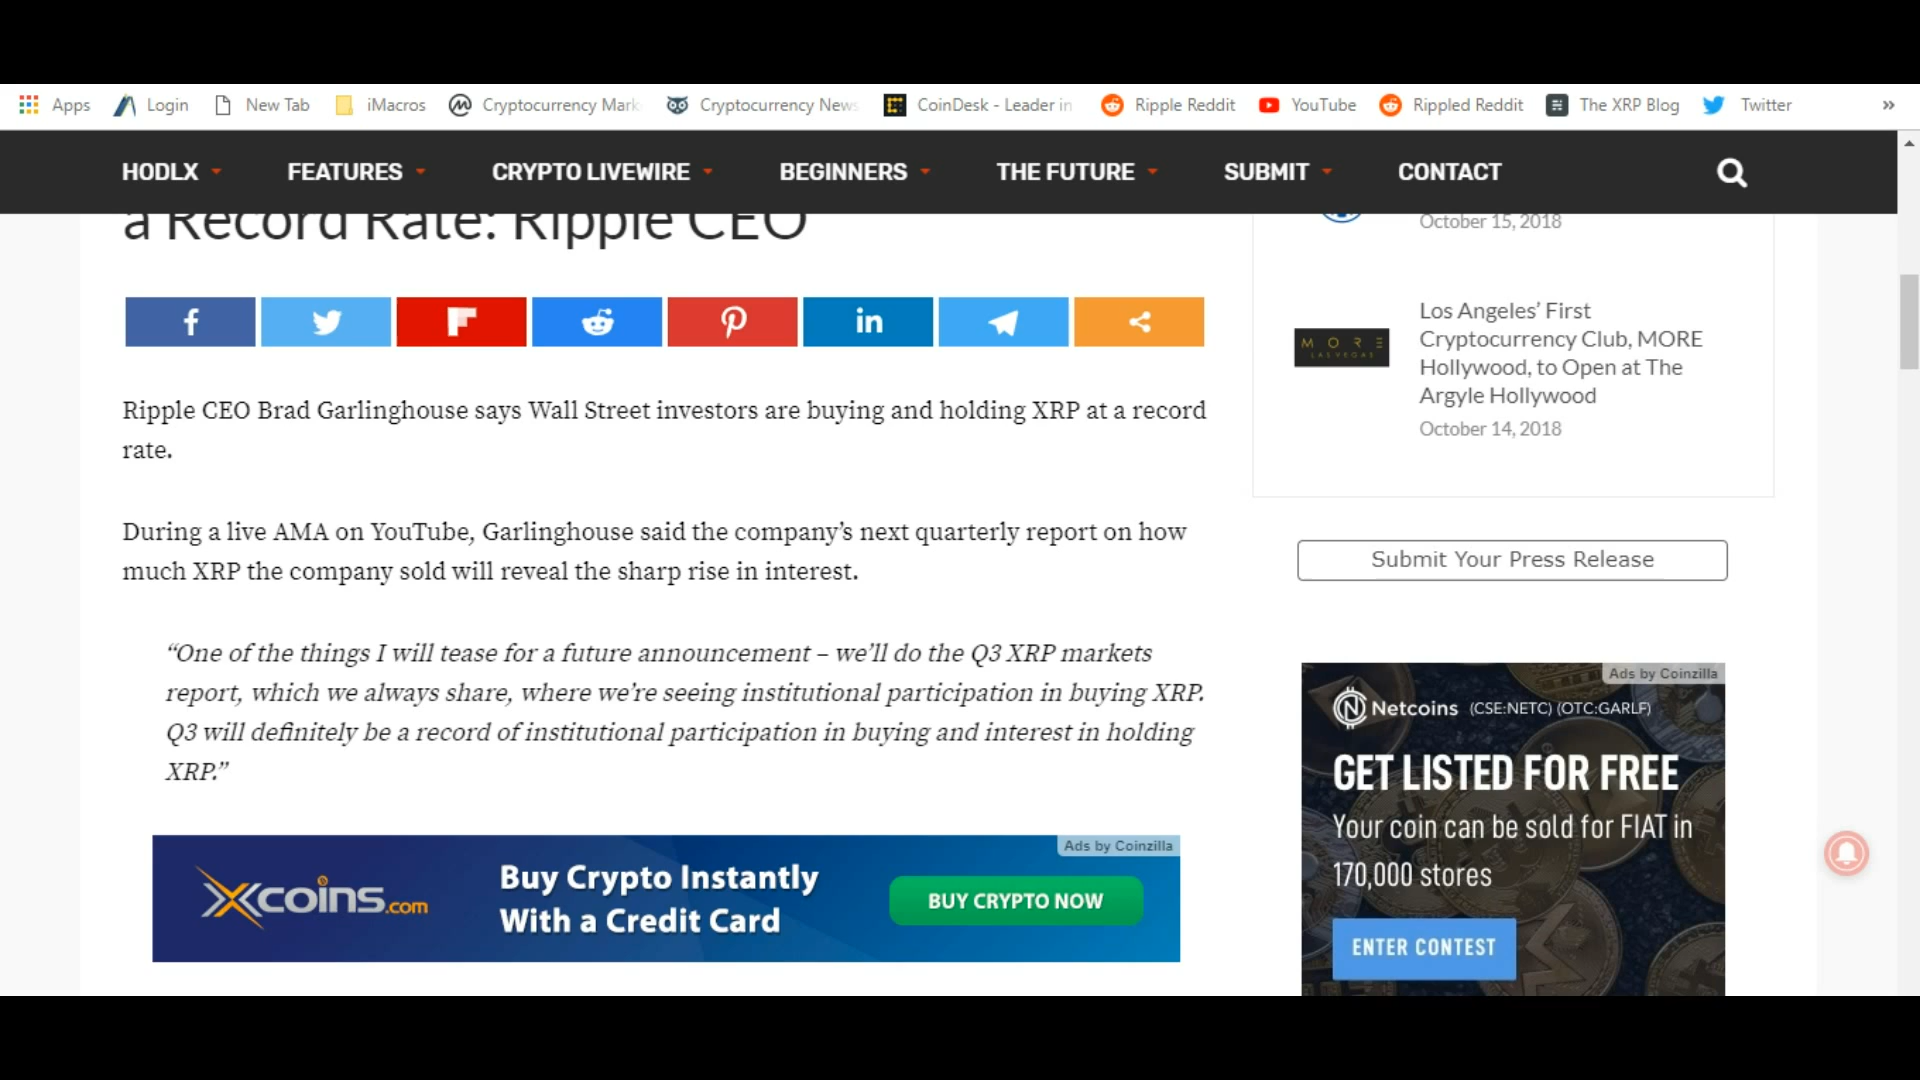 Apps Login New Tab iMacros Cryptocurrency Mark Cryptocurrency News CoinDesk - Leader in Ripple Reddit YouTube Rippled Reddit The XRP Blog Twitter »
HODLX FEATURES CRYPTO LIVEWIRE BEGINNERS THE FUTURE SUBMIT CONTACT
a Record Rate: Ripple CEO
Ripple CEO Brad Garlinghouse says Wall Street investors are buying and holding XRP at a record
rate.
During a live AMA on YouTube, Garlinghouse said the company’s next quarterly report on how
much XRP the company sold will reveal the sharp rise in interest.
“One of the things I will tease for a future announcement – we’ll do the Q3 XRP markets
report, which we always share, where we’re seeing institutional participation in buying XRP.
Q3 will definitely be a record of institutional participation in buying and interest in holding
XRP.”
Ads by Coinzilla
xcoins.com
Buy Crypto Instantly
With a Credit Card
BUY CRYPTO NOW
October 15, 2018
MORE
LAS VEGAS
Los Angeles’ First
Cryptocurrency Club, MORE
Hollywood, to Open at The
Argyle Hollywood
October 14, 2018
Submit Your Press Release
Ads by Coinzilla
Netcoins (CSE:NETC) (OTC:GARLF)
GET LISTED FOR FREE
Your coin can be sold for FIAT in
170,000 stores
ENTER CONTEST